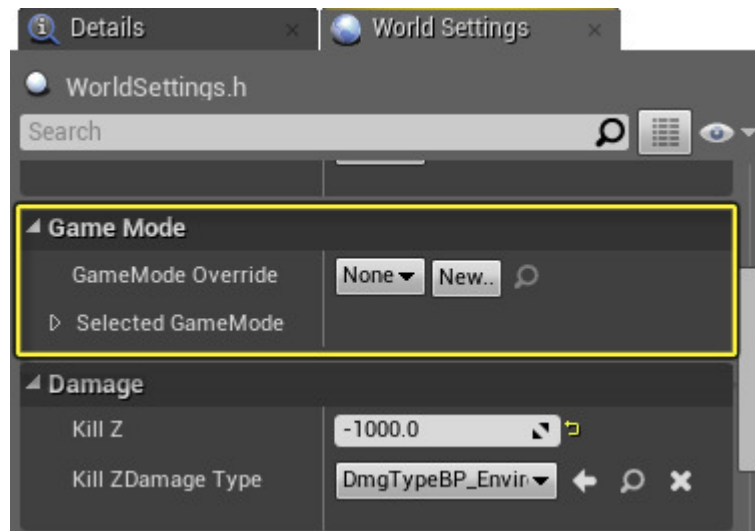 Details
World Settings
WorldSettings.h
Search
Game Mode
GameMode Override None New..
Selected GameMode
Damage
Kill Z -1000.0
Kill ZDamage Type DmgTypeBP_Envir